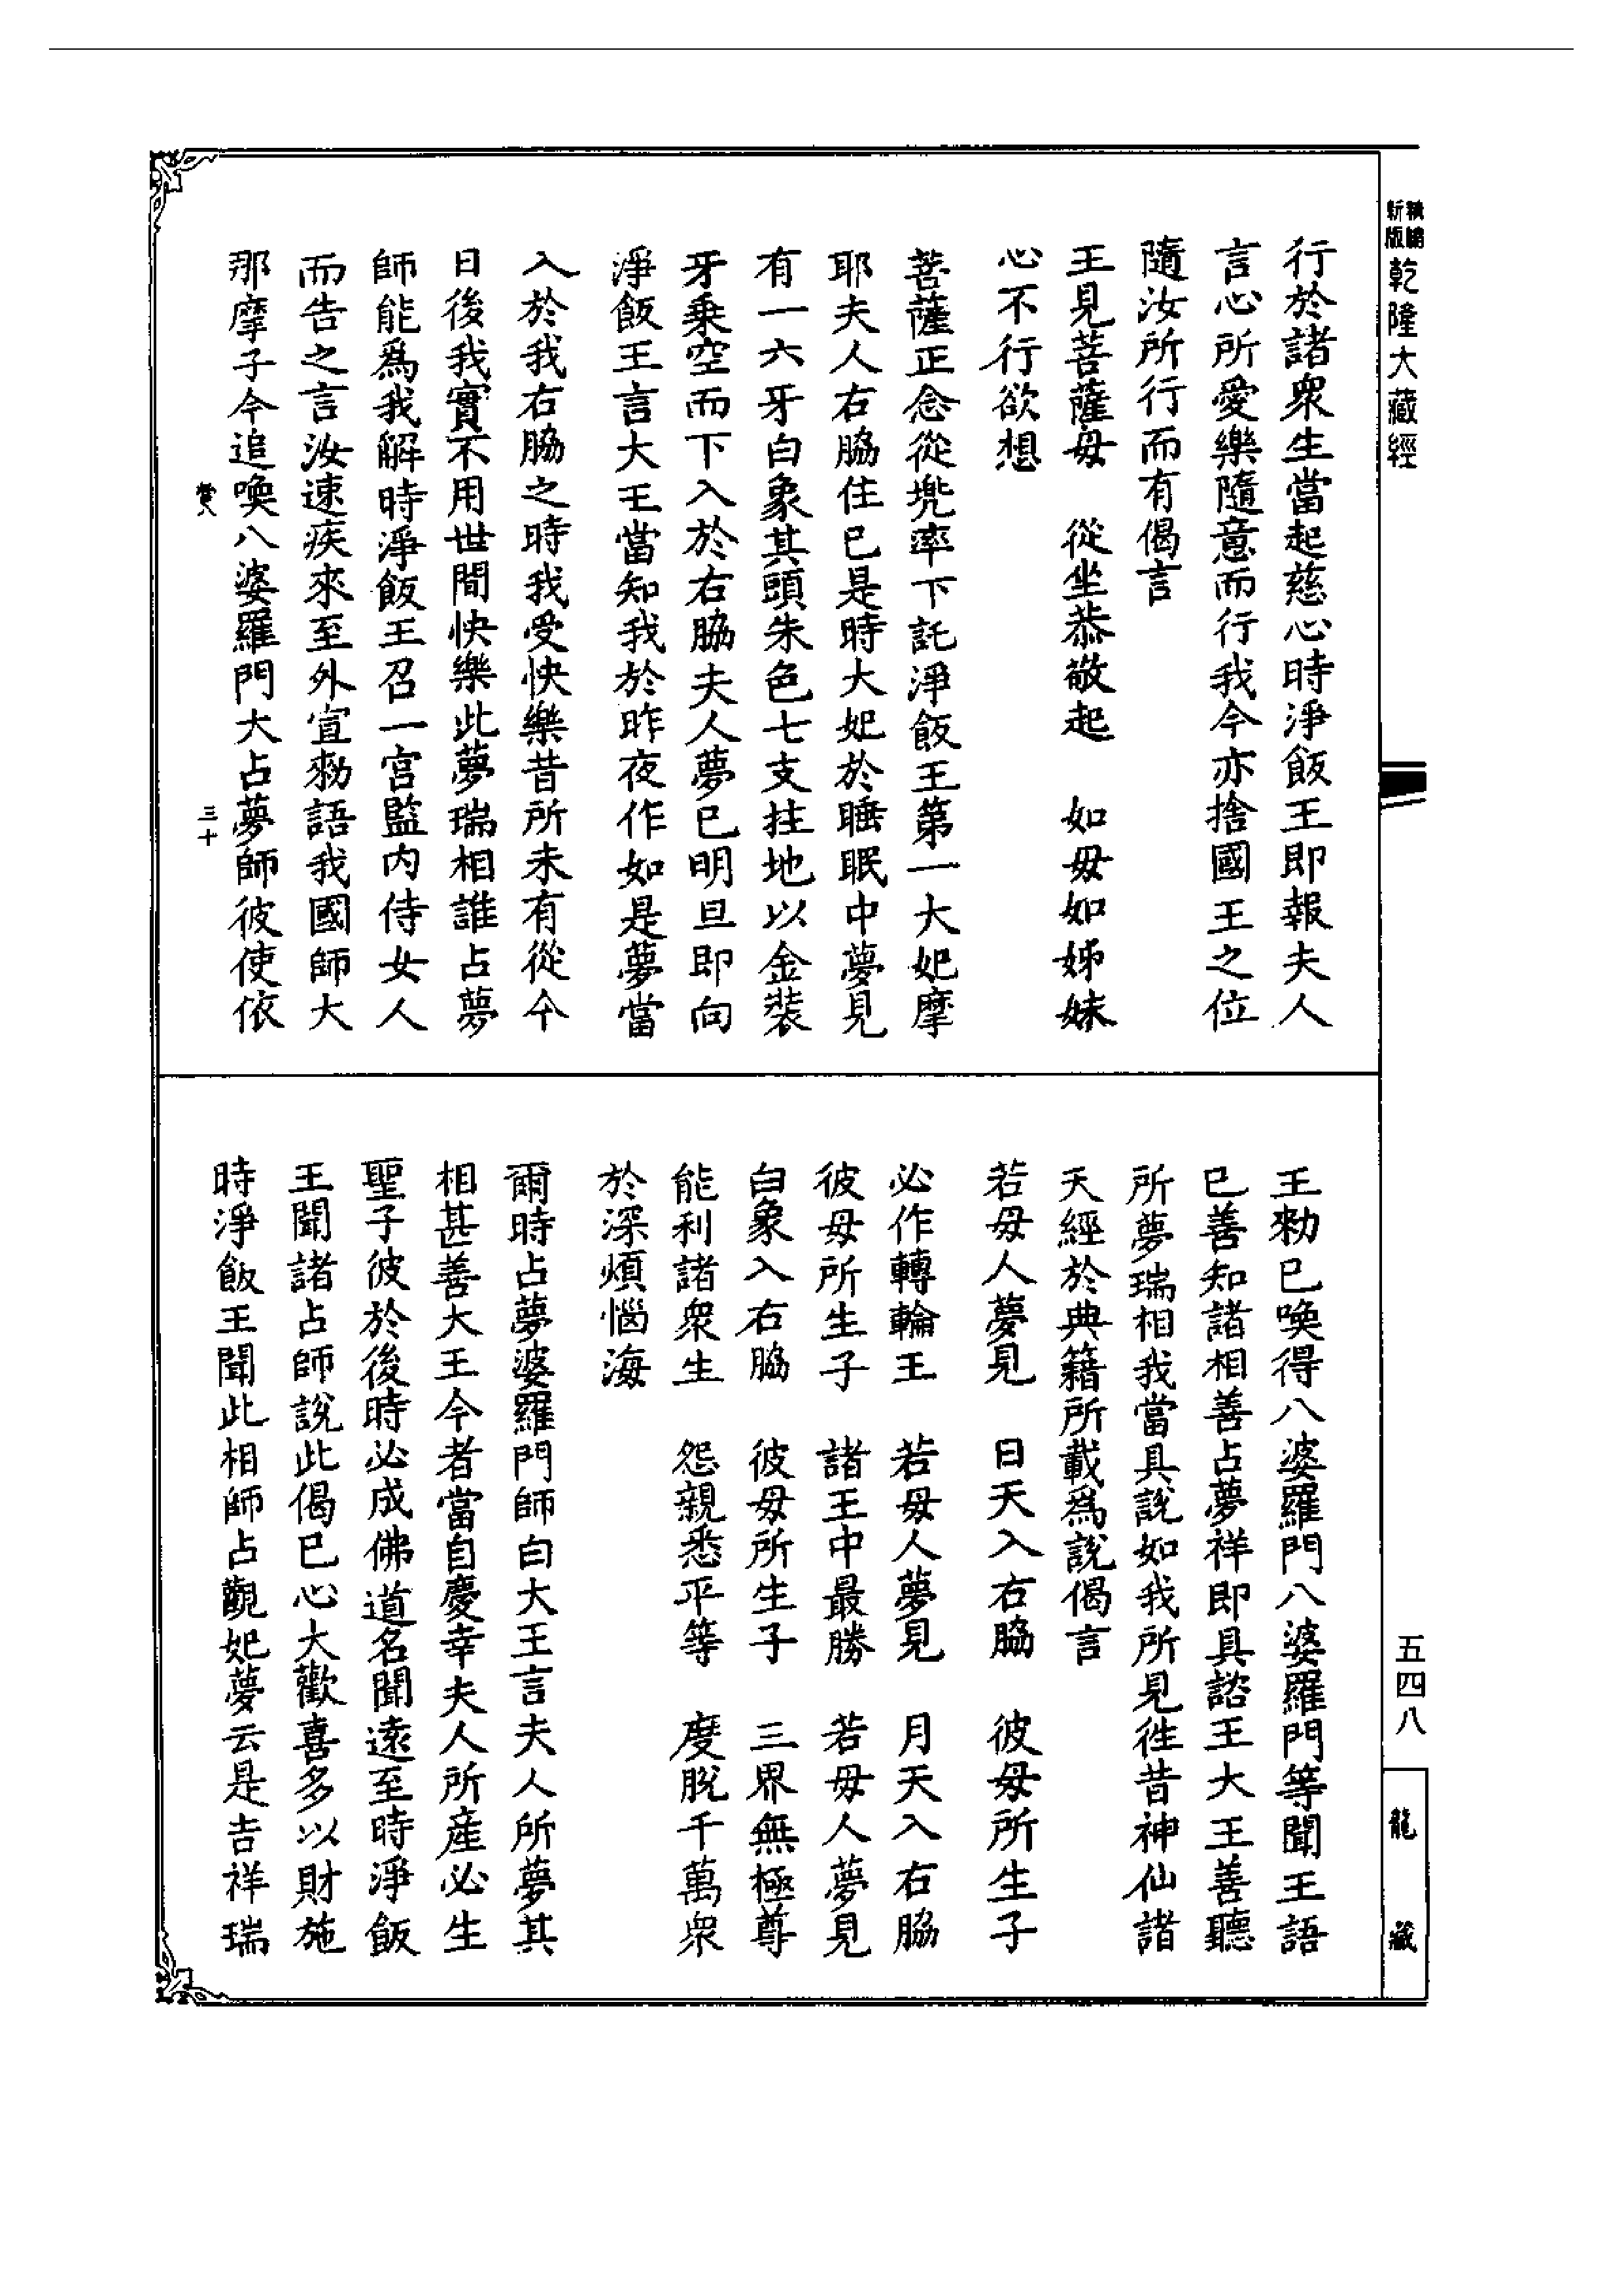 新版
精縮
乾隆大藏經
行於諸衆生當起慈心時淨飯王即報夫人
言心所愛樂隨意而行我今亦捨國王之位
隨汝所行而有偈言
王見菩薩母　從坐恭敬起　如母如姊妹
心不行欲想
菩薩正念從兠率下託淨飯王第一大妃摩
耶夫人右脇住已是時大妃於睡眠中夢見
有一六牙白象其頭朱色七支拄地以金裝
牙乗空而下入於右脇夫人夢已明旦即向
淨飯王言大王當知我於昨夜作如是夢當
入於我右脇之時我受快樂昔所未有從今
日後我實不用世間快樂此夢瑞相誰占夢
師能爲我解時淨飯王召一宫監内侍女人
而告之言汝速疾來至外宣勑語我國師大
那摩子今追喚八婆羅門大占夢師彼使依
三十
王勑已喚得八婆羅門八婆羅門等聞王語
已善知諸相善占夢祥即具諮王大王善聽
所夢瑞相我當具說如我所見徃昔神仙諸
天經於典籍所載爲說偈言
若母人夢見　日天入右脇　彼母所生子
必作轉輪王　若母人夢見　月天入右脇
彼母所生子　諸王中最勝　若母人夢見
白象入右脇　彼母所生子　三界無極尊
能利諸衆生　怨親悉平等　度脫千萬衆
於深煩惱海
爾時占夢婆羅門師白大王言夫人所夢其
相甚善大王今者當自慶幸夫人所産必生
聖子彼於後時必成佛道名聞遠至時淨飯
王聞諸占師說此偈已心大歡喜多以財施
時淨飯王聞此相師占觀妃夢云是吉祥瑞
五四八
龍藏